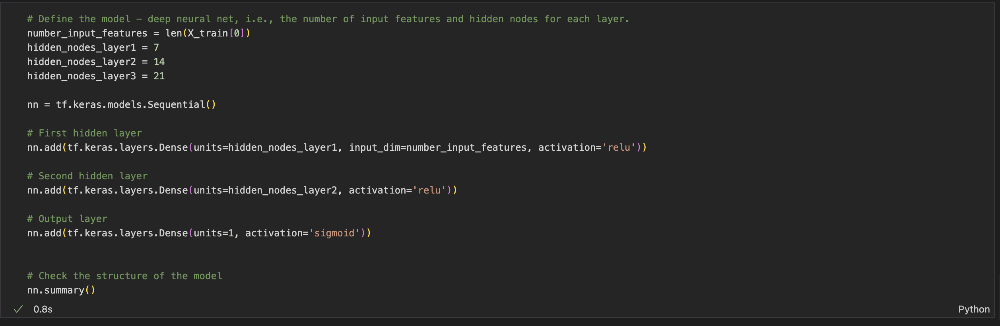 # Define the model – deep neural net, i.e., the number of input features and hidden nodes for each layer.
number_input_features = len(X_train[0])
hidden_nodes_layer1 = 7
hidden_nodes_layer2 = 14
hidden_nodes_layer3 = 21
nn = tf.keras.models.Sequential()
# First hidden layer
nn.add(tf.keras.layers.Dense(units=hidden_nodes_layer1, input_dim=number_input_features, activation='relu'))
# Second hidden layer
nn.add(tf.keras.layers.Dense(units=hidden_nodes_layer2, activation='relu'))
# Output layer
nn.add(tf.keras.layers.Dense(units=1, activation='sigmoid'))
# Check the structure of the model
nn.summary()
0.8s
Python